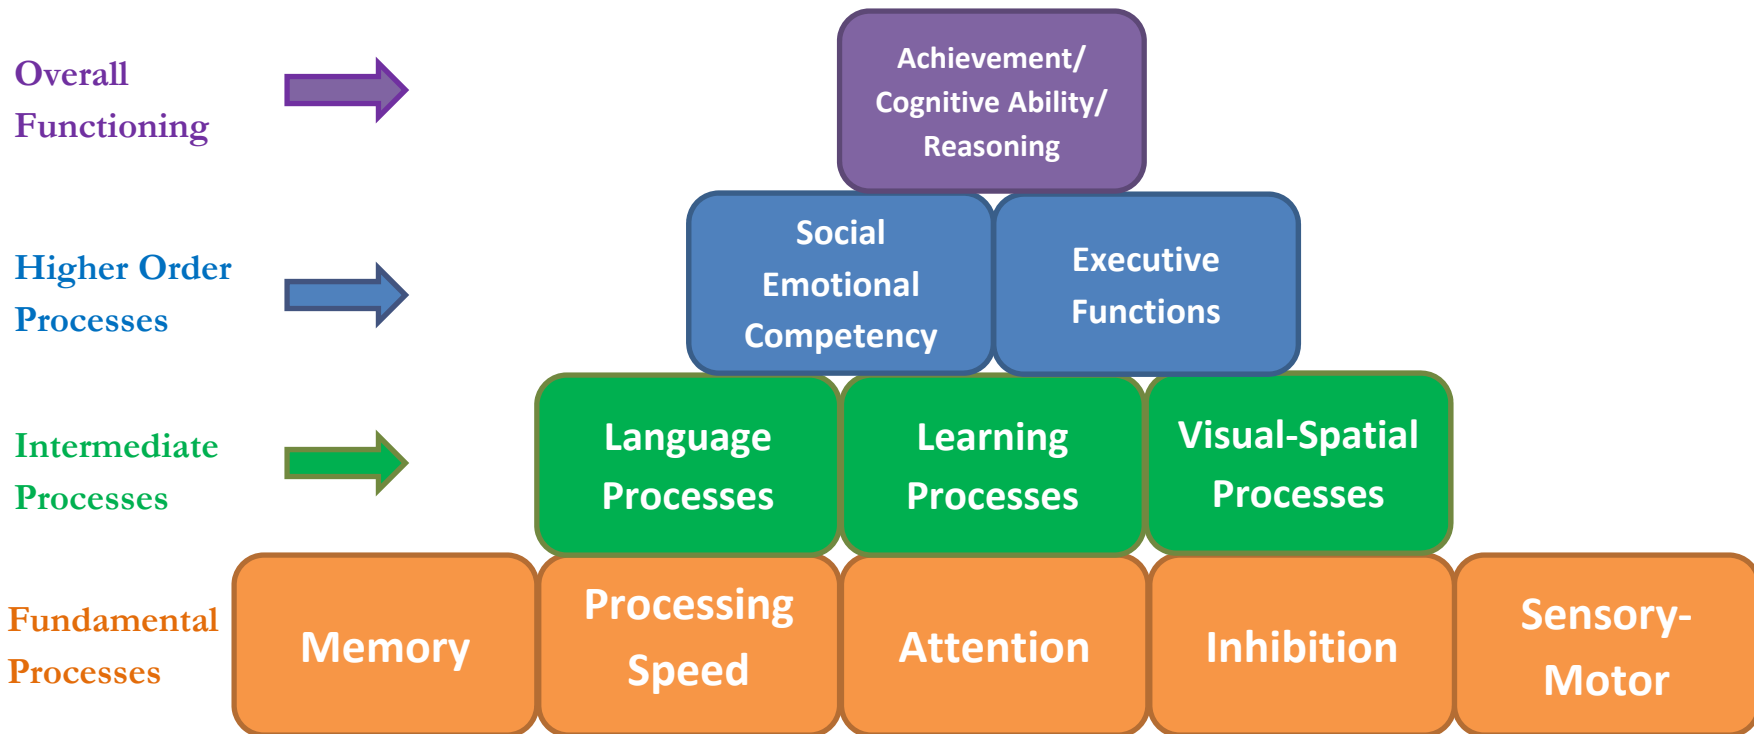 Overall
Functioning
Achievement/
Cognitive Ability/
Reasoning
Higher Order
Processes
Social
Emotional
Competency
Executive
Functions
Intermediate
Processes
Language
Processes
Learning
Processes
Visual-Spatial
Processes
Fundamental
Processes
Memory
Processing
Speed
Attention
Inhibition
Sensory-
Motor